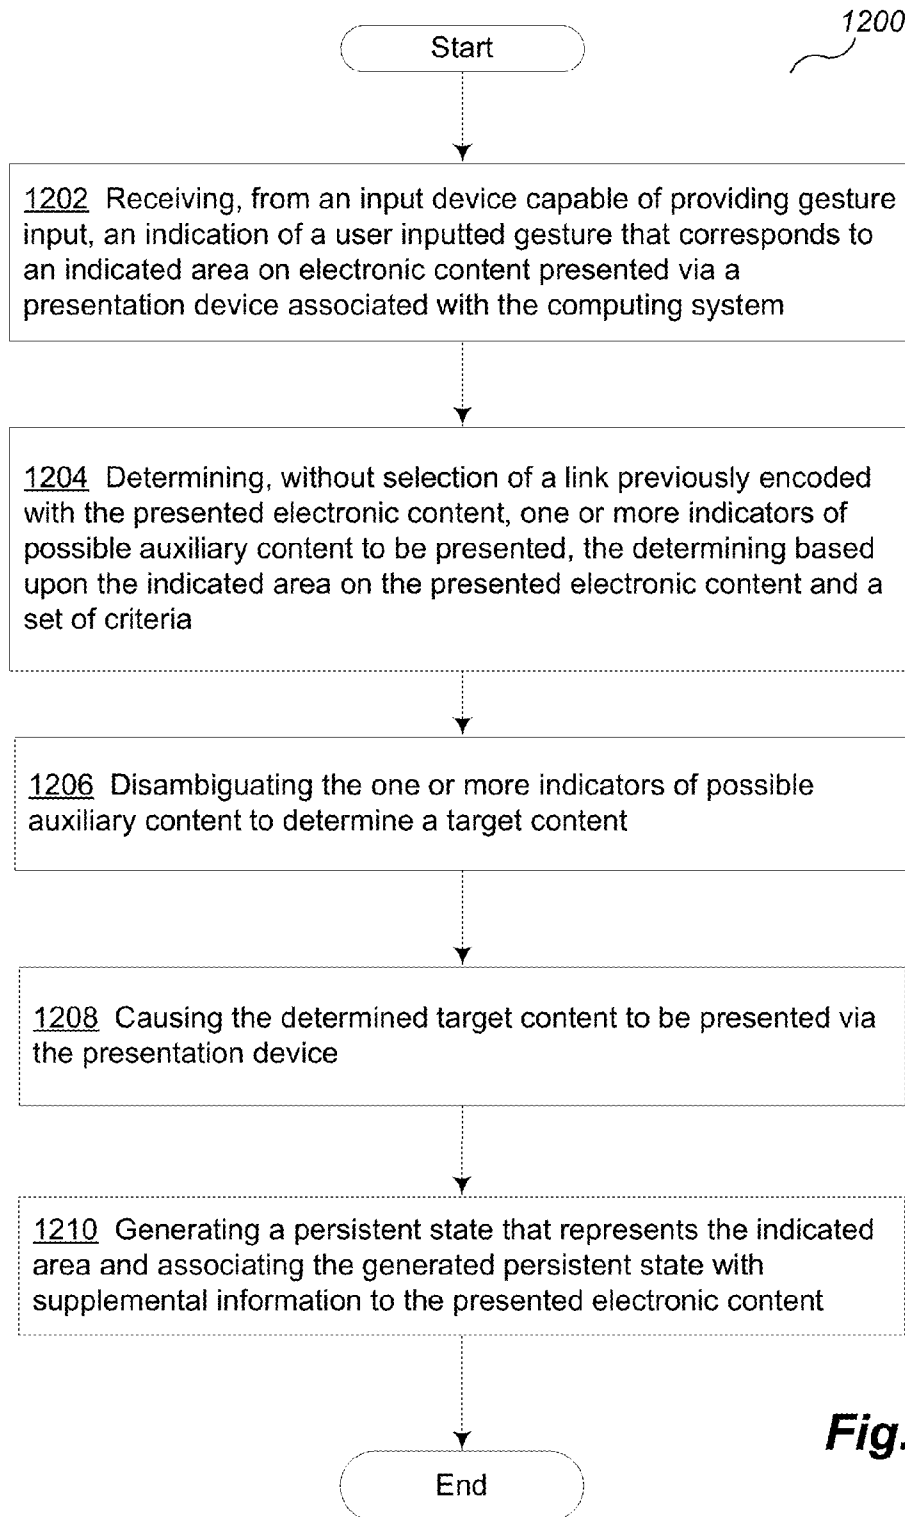 1200
Start
1202 Receiving, from an input device capable of providing gesture
input, an indication of a user inputted gesture that corresponds to
an indicated area on electronic content presented via a
presentation device associated with the computing system
1204 Determining, without selection of a link previously encoded
with the presented electronic content, one or more indicators of
possible auxiliary content to be presented, the determining based
upon the indicated area on the presented electronic content and a
set of criteria
1206 Disambiguating the one or more indicators of possible
auxiliary content to determine a target content
1208 Causing the determined target content to be presented via
the presentation device
1210 Generating a persistent state that represents the indicated
area and associating the generated persistent state with
supplemental information to the presented electronic content
Fig.
End